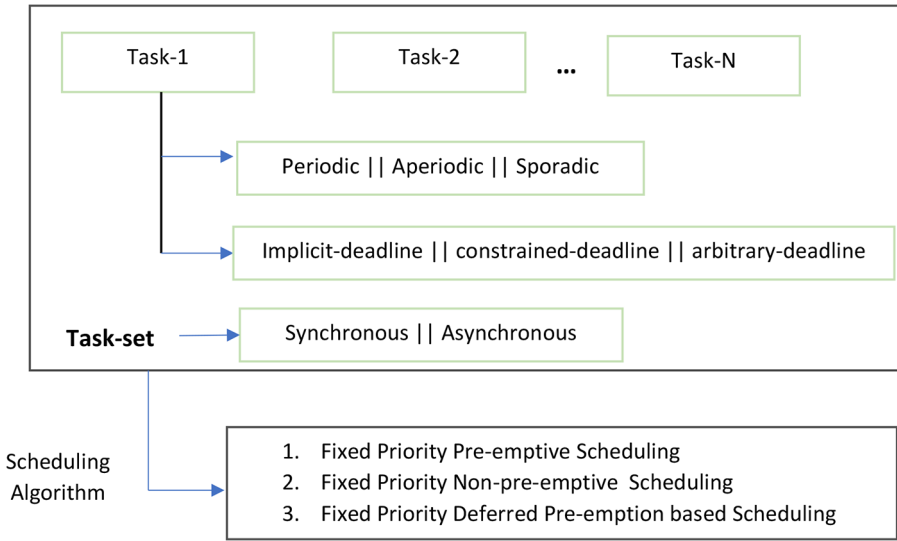 Task-1
Task-2
...
Task-N
Periodic || Aperiodic || Sporadic
Implicit-deadline || constrained-deadline || arbitrary-deadline
Task-set
Synchronous || Asynchronous
Scheduling
Algorithm
1. Fixed Priority Pre-emptive Scheduling
2. Fixed Priority Non-pre-emptive Scheduling
3. Fixed Priority Deferred Pre-emption based Scheduling